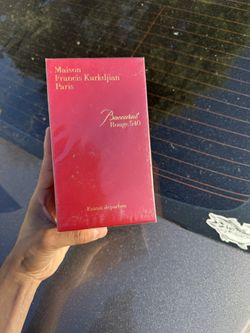 Maison
Francis Kurkdjian
Paris
Baccarat
Rouge 540
Extrait de parfum